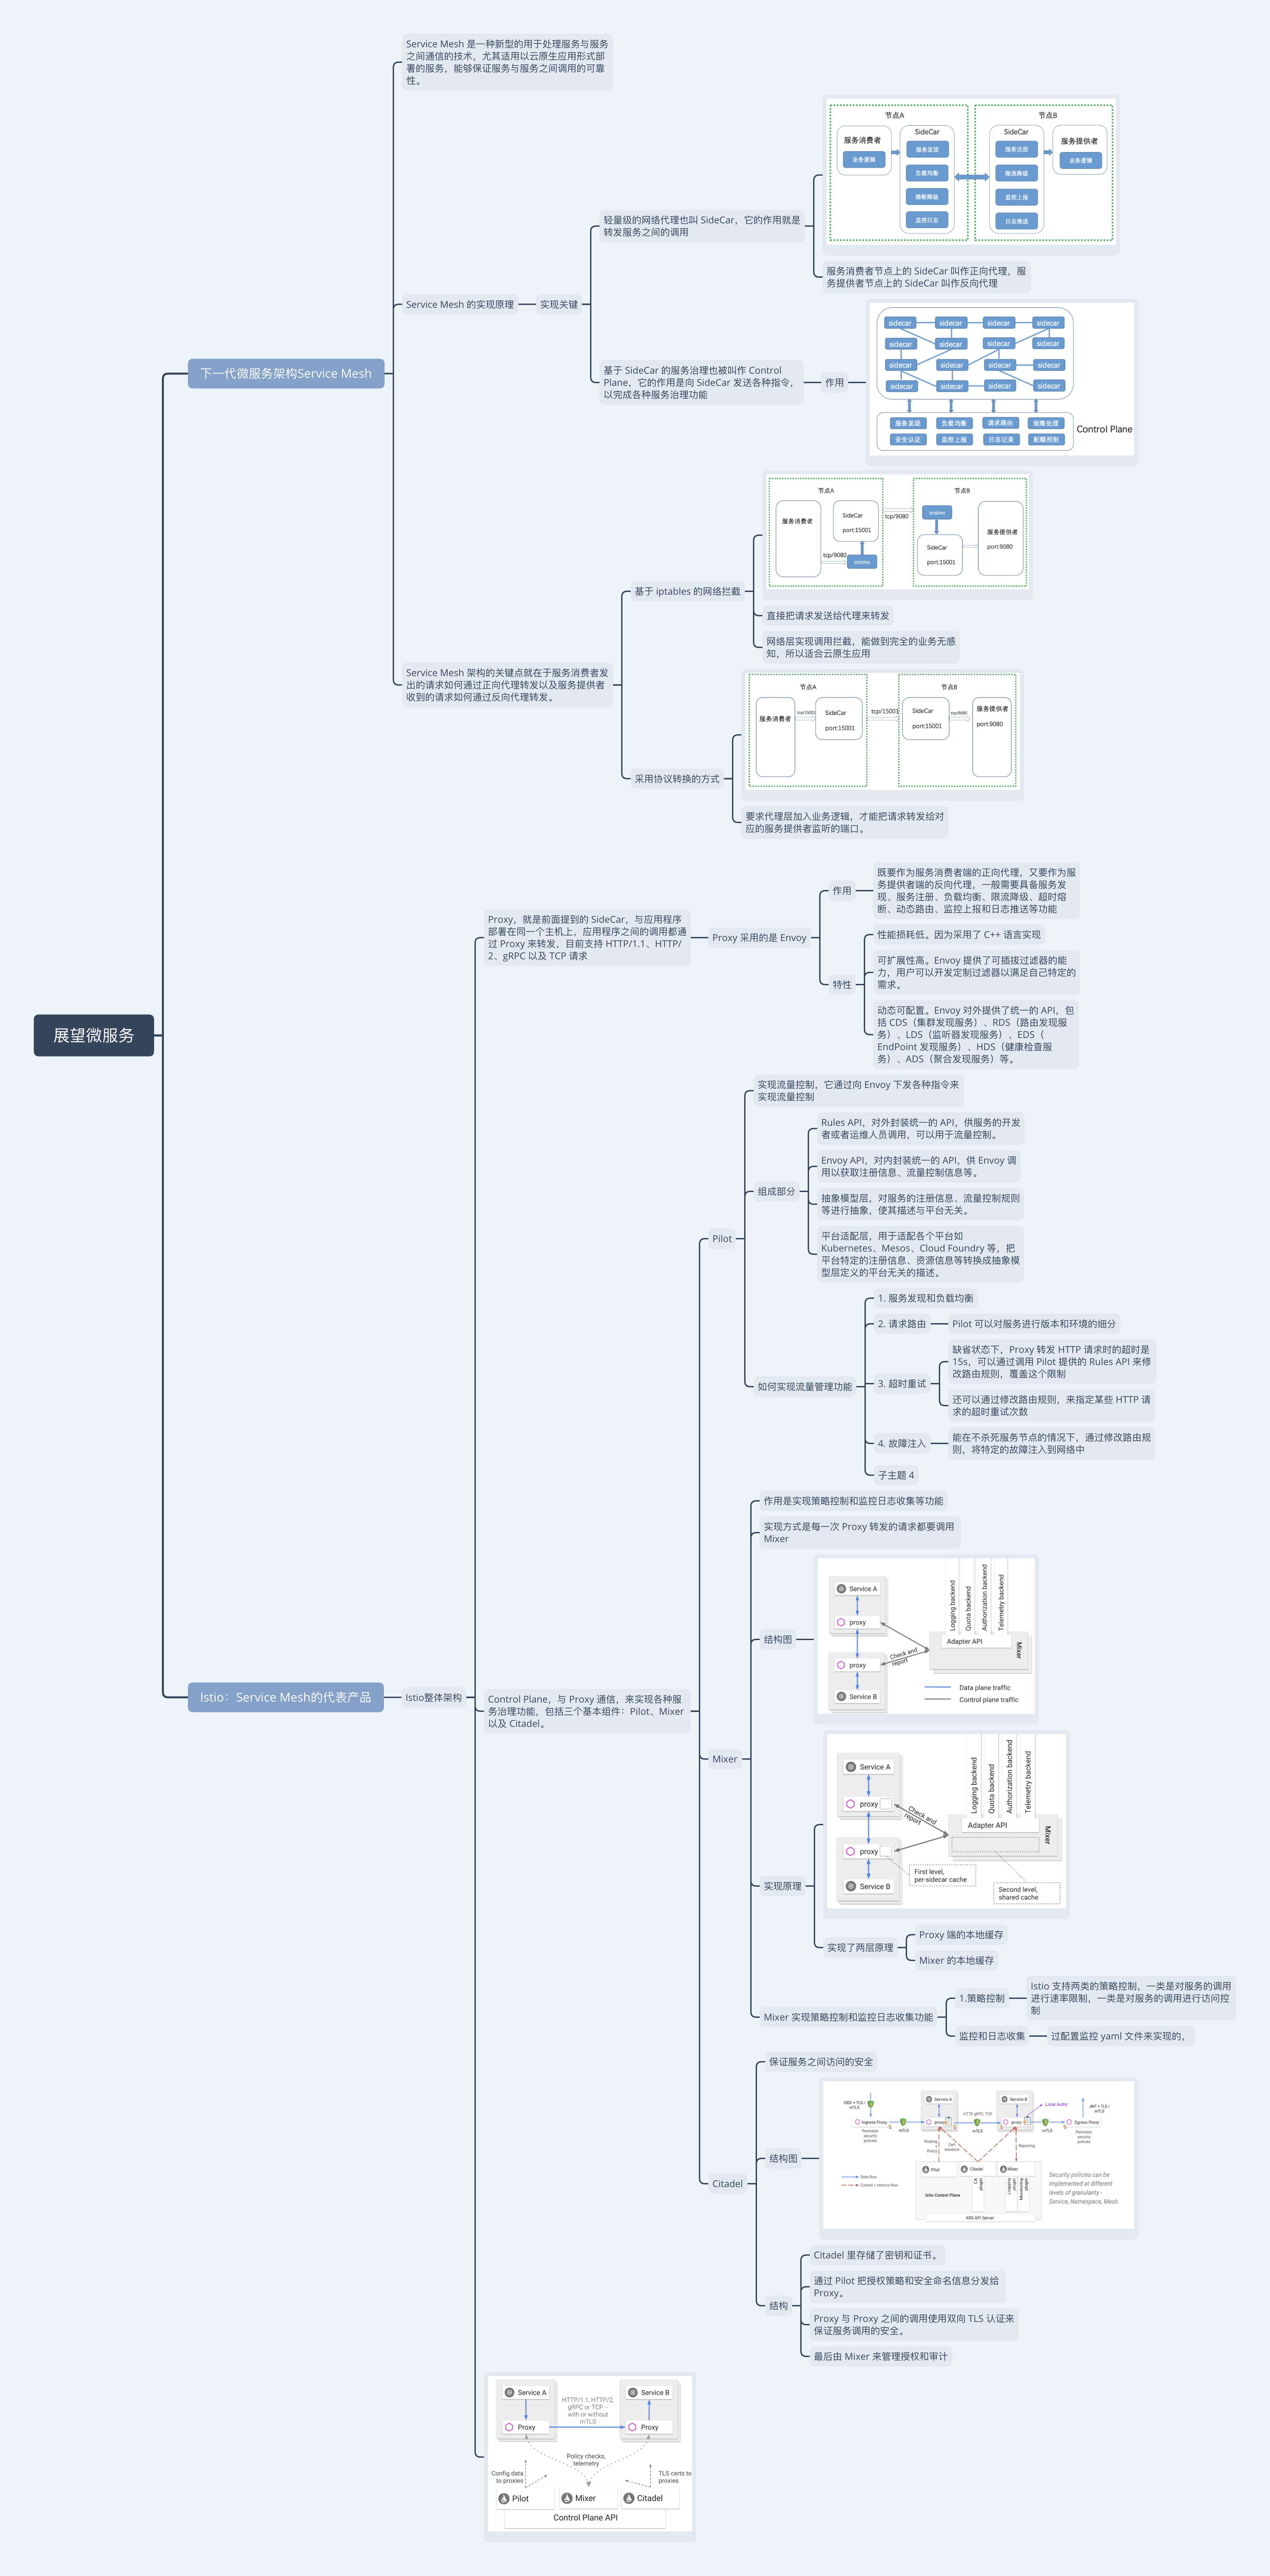 Service Mesh 是一种新型的用于处理服务与服务
之间通信的技术，尤其适用以云原生应用形式部
署的服务，能够保证服务与服务之间调用的可靠
性。
节点A
节点B
服务消费者
业务逻辑
SideCar
服务发现
负载均衡
熔断降级
监控日志
SideCar
服务注册
限流降级
监控上报
日志推送
服务提供者
业务逻辑
轻量级的网络代理也叫 SideCar，它的作用就是
转发服务之间的调用
服务消费者节点上的 SideCar 叫作正向代理，服
务提供者节点上的 SideCar 叫作反向代理
Service Mesh 的实现原理
实现关键
sidecar sidecar sidecar sidecar
sidecar sidecar sidecar sidecar
sidecar sidecar sidecar sidecar
sidecar sidecar sidecar sidecar
服务发现 负载均衡 请求路由 故障处理
安全认证 监控上报 日志记录 配额控制
Control Plane
基于 SideCar 的服务治理也被叫作 Control
Plane，它的作用是向 SideCar 发送各种指令，
以完成各种服务治理功能
作用
下一代微服务架构Service Mesh
节点A
节点B
服务消费者
SideCar
port:15001
tcp/9080
iptables
tcp/9080
iptables
SideCar
port:15001
服务提供者
port:9080
基于 iptables 的网络拦截
直接把请求发送给代理来转发
网络层实现调用拦截，能做到完全的业务无感
知，所以适合云原生应用
Service Mesh 架构的关键点就在于服务消费者发
出的请求如何通过正向代理转发以及服务提供者
收到的请求如何通过反向代理转发。
节点A
节点B
服务消费者
tcp/15001
SideCar
port:15001
tcp/15001
SideCar
port:15001
tcp/9080
服务提供者
port:9080
采用协议转换的方式
要求代理层加入业务逻辑，才能把请求转发给对
应的服务提供者监听的端口。
展望微服务
Proxy，就是前面提到的 SideCar，与应用程序
部署在同一个主机上，应用程序之间的调用都通
过 Proxy 来转发，目前支持 HTTP/1.1、HTTP/
2、gRPC 以及 TCP 请求
Proxy 采用的是 Envoy
作用
既要作为服务消费者端的正向代理，又要作为服
务提供者端的反向代理，一般需要具备服务发
现、服务注册、负载均衡、限流降级、超时熔
断、动态路由、监控上报和日志推送等功能
特性
性能损耗低。因为采用了 C++ 语言实现
可扩展性高。Envoy 提供了可插拔过滤器的能
力，用户可以开发定制过滤器以满足自己特定的
需求。
动态可配置。Envoy 对外提供了统一的 API，包
括 CDS（集群发现服务）、RDS（路由发现服
务）、LDS（监听器发现服务）、EDS（
EndPoint 发现服务）、HDS（健康检查服
务）、ADS（聚合发现服务）等。
Pilot
实现流量控制，它通过向 Envoy 下发各种指令来
实现流量控制
组成部分
Rules API，对外封装统一的 API，供服务的开发
者或者运维人员调用，可以用于流量控制。
Envoy API，对内封装统一的 API，供 Envoy 调
用以获取注册信息、流量控制信息等。
抽象模型层，对服务的注册信息、流量控制规则
等进行抽象，使其描述与平台无关。
平台适配层，用于适配各个平台如
Kubernetes、Mesos、Cloud Foundry 等，把
平台特定的注册信息、资源信息等转换成抽象模
型层定义的平台无关的描述。
如何实现流量管理功能
1. 服务发现和负载均衡
2. 请求路由
Pilot 可以对服务进行版本和环境的细分
3. 超时重试
缺省状态下，Proxy 转发 HTTP 请求时的超时是
15s，可以通过调用 Pilot 提供的 Rules API 来修
改路由规则，覆盖这个限制
还可以通过修改路由规则，来指定某些 HTTP 请
求的超时重试次数
4. 故障注入
能在不杀死服务节点的情况下，通过修改路由规
则，将特定的故障注入到网络中
子主题 4
Istio：Service Mesh的代表产品
Istio整体架构
Control Plane，与 Proxy 通信，来实现各种服
务治理功能，包括三个基本组件：Pilot、Mixer
以及 Citadel。
Mixer
作用是实现策略控制和监控日志收集等功能
实现方式是每一次 Proxy 转发的请求都要调用
Mixer
结构图
Service A
proxy
proxy
Service B
Check and
report
Logging backend
Quota backend
Authorization backend
Telemetry backend
Adapter API
Mixer
Data plane traffic
Control plane traffic
实现原理
Service A
proxy
proxy
Service B
Check and
report
Logging backend
Quota backend
Authorization backend
Telemetry backend
Adapter API
Mixer
First level,
per-sidecar cache
Second level,
shared cache
实现了两层原理
Proxy 端的本地缓存
Mixer 的本地缓存
Mixer 实现策略控制和监控日志收集功能
1.策略控制
Istio 支持两类的策略控制，一类是对服务的调用
进行速率限制，一类是对服务的调用进行访问控
制
监控和日志收集
过配置监控 yaml 文件来实现的，
Citadel
保证服务之间访问的安全
结构图
Service A
Service B
Local Authz
mTLS
JWT + TLS /
mTLS
Ingress Proxy
proxy
HTTP, gRPC, TCP
proxy
Egress Proxy
mTLS
mTLS
mTLS
Perimeter
security
policies
Perimeter
security
policies
Routing
Policy
Cert
issuance
Reporting
Pilot
Citadel
Mixer
CA
plugin
Logging
plugin
Monitoring
plugin
Data flow
Control + metrics flow
Istio Control Plane
K8S API Server
Security policies can be
implemented at different
levels of granularity -
Service, Namespace, Mesh.
结构
Citadel 里存储了密钥和证书。
通过 Pilot 把授权策略和安全命名信息分发给
Proxy。
Proxy 与 Proxy 之间的调用使用双向 TLS 认证来
保证服务调用的安全。
最后由 Mixer 来管理授权和审计
Service A
Service B
HTTP/1.1, HTTP/2,
gRPC or TCP --
with or without
mTLS
Proxy
Proxy
Policy checks,
telemetry
Config data
to proxies
TLS certs to
proxies
Pilot
Mixer
Citadel
Control Plane API